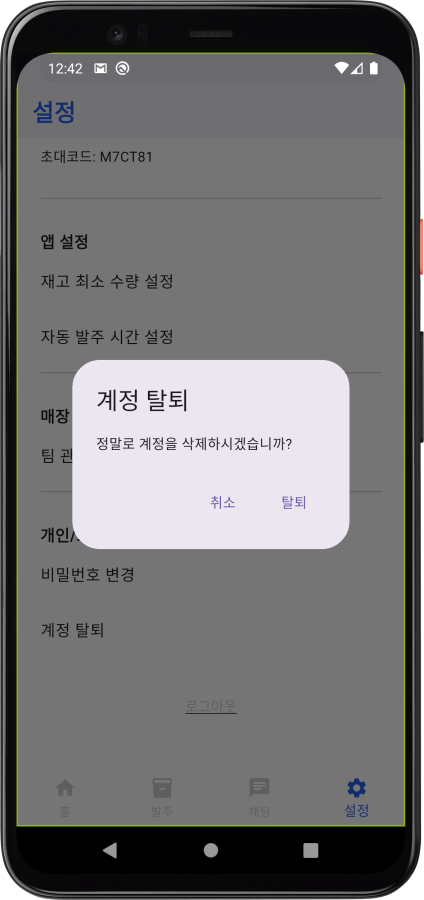 12:42
설정
초대코드: M7CT81
앱 설정
재고 최소 수량 설정
자동 발주 시간 설정
매장
팀 관
계정 탈퇴
정말로 계정을 삭제하시겠습니까?
취소 탈퇴
개인/
비밀번호 변경
계정 탈퇴
로그아웃
홈 발주 채팅 설정